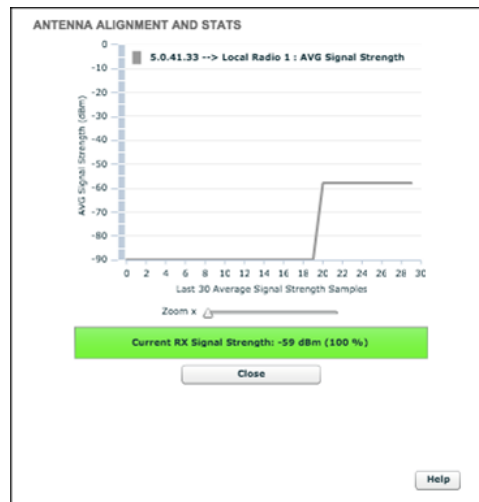 ANTENNA ALIGNMENT AND STATS
5.0.41.33 --> Local Radio 1 : AVG Signal Strength
AVG Signal Strength (dBm)
0
-10
-20
-30
-40
-50
-60
-70
-80
-90
0 2 4 6 8 10 12 14 16 18 20 22 24 26 28 30
Last 30 Average Signal Strength Samples
Zoom x
Current RX Signal Strength: -59 dBm (100 %)
Close
Help